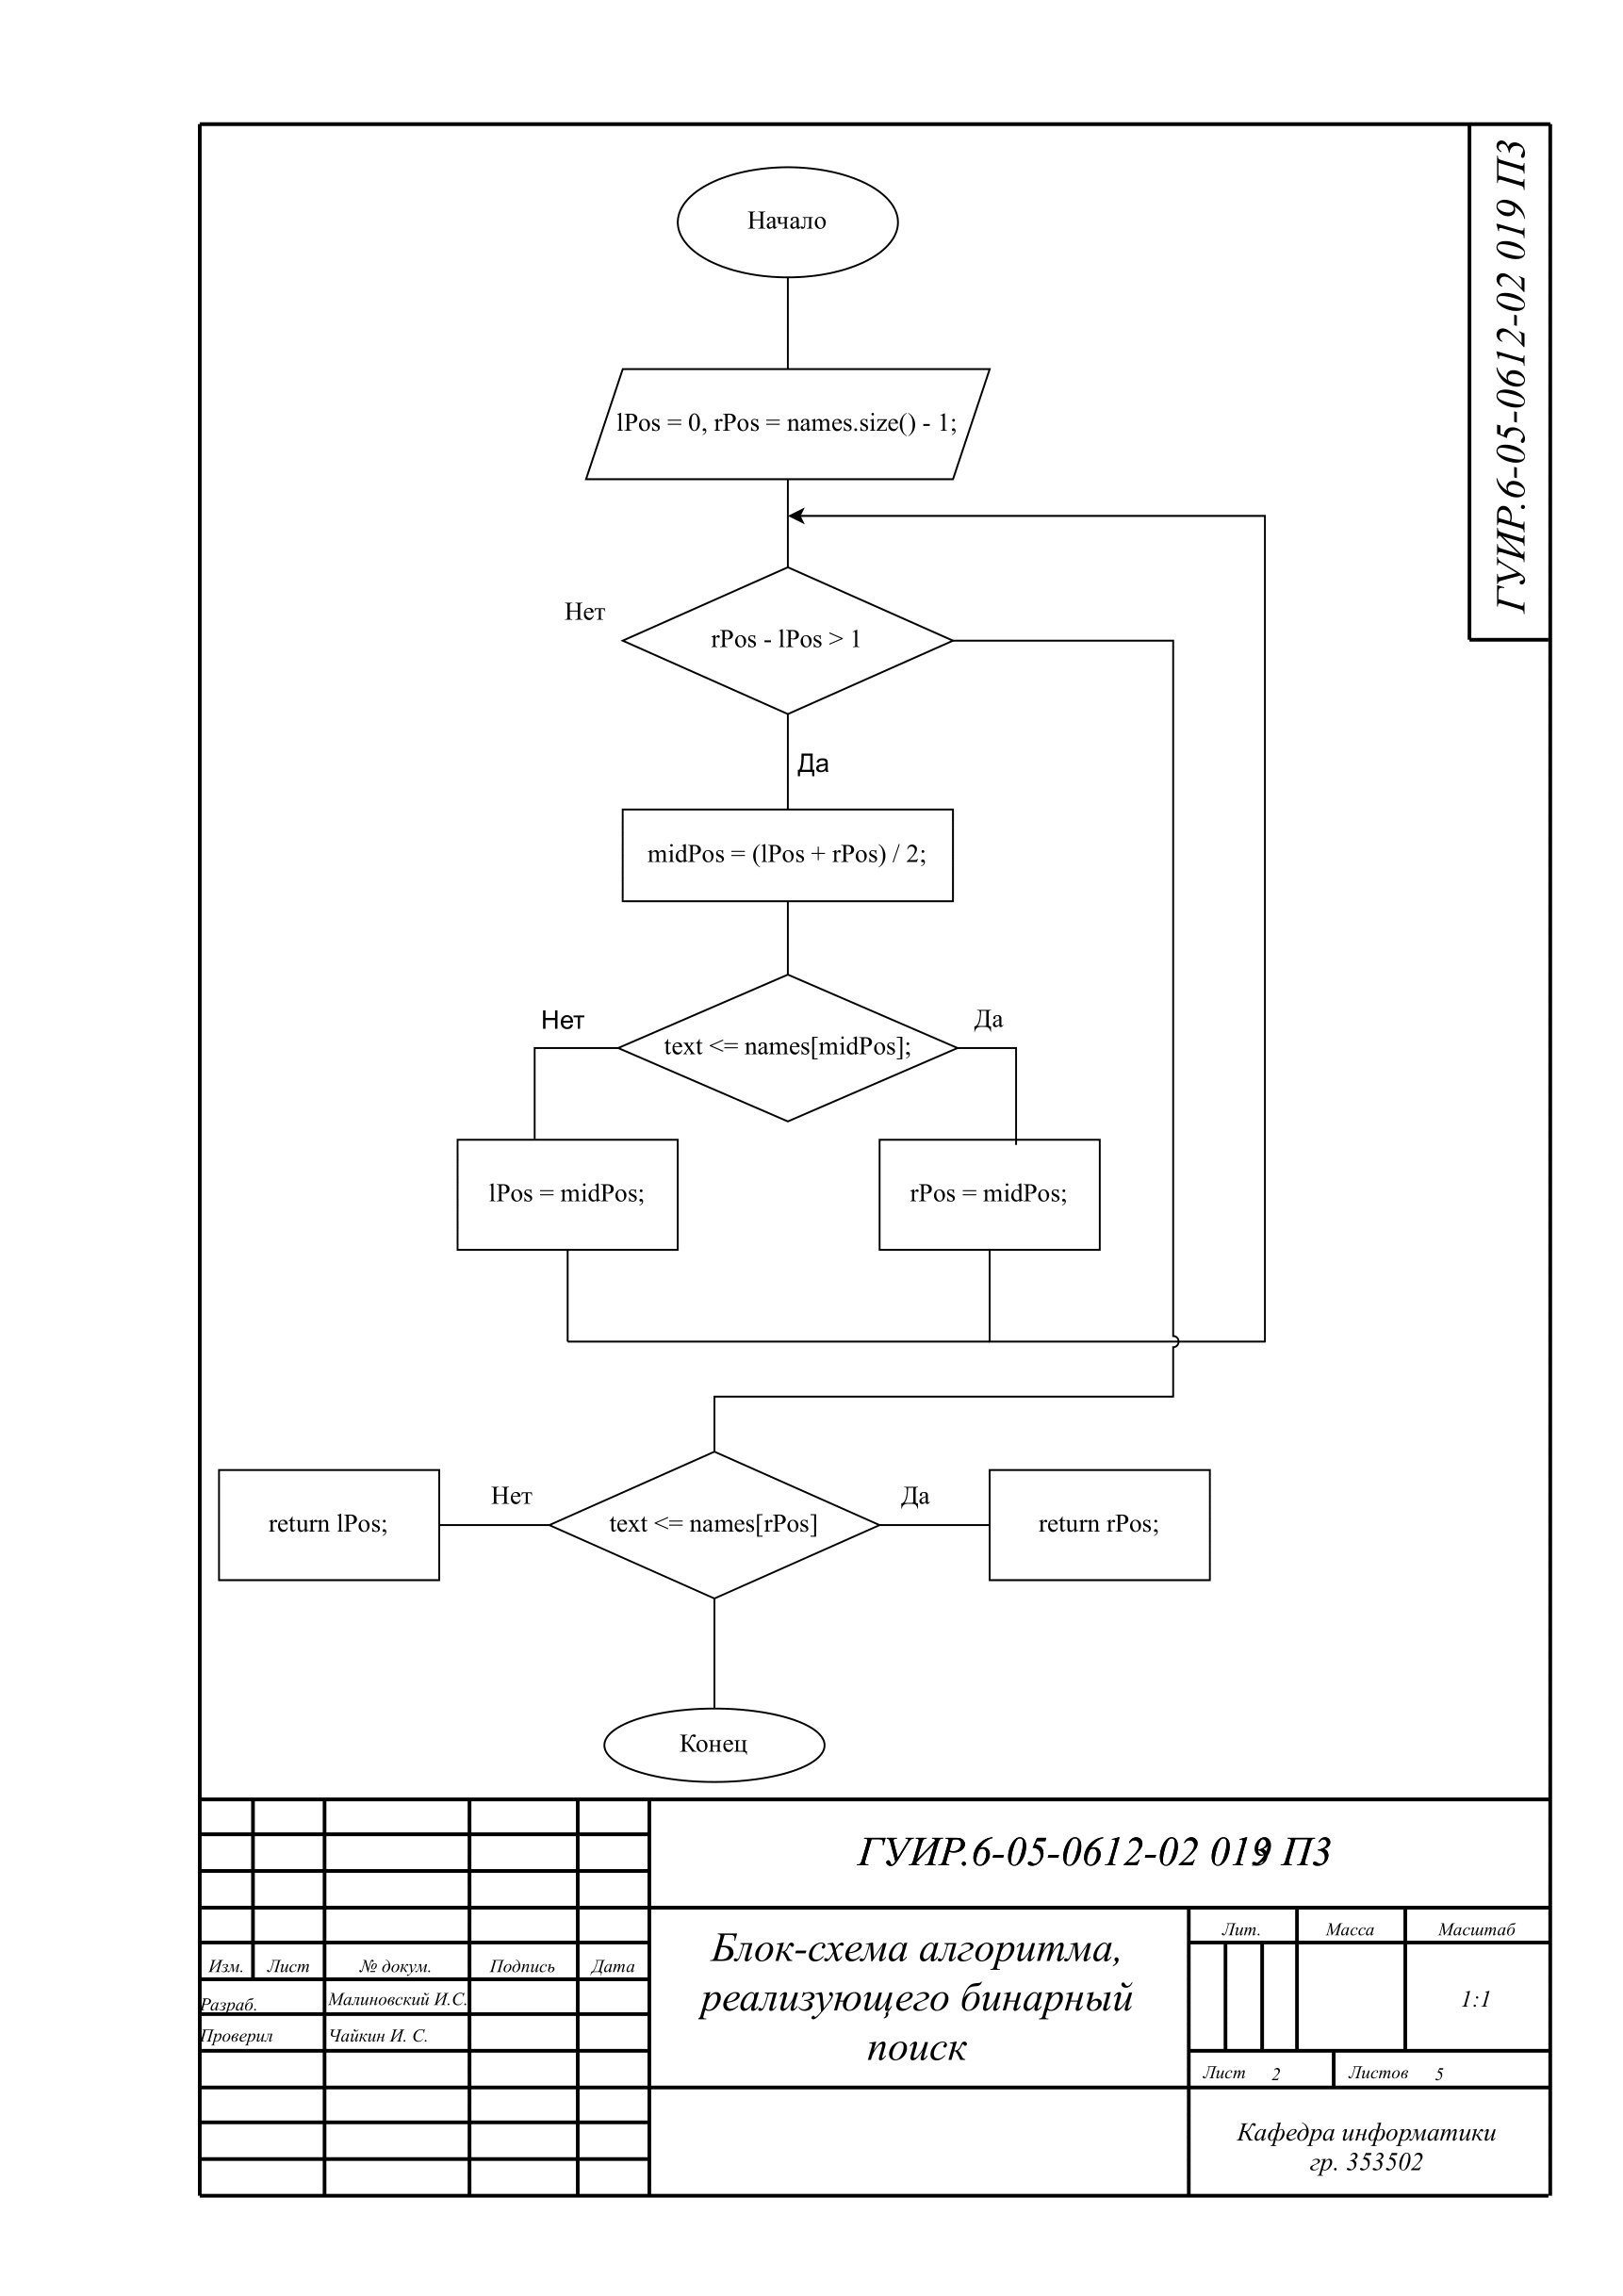 ГУИР.6-05-0612-02 019 ПЗ
Начало
lPos = 0, rPos = names.size() - 1;
Нет
rPos - lPos > 1
Да
midPos = (lPos + rPos) / 2;
Нет
Да
text <= names[midPos];
lPos = midPos;
rPos = midPos;
Нет
Да
return lPos;
text <= names[rPos]
return rPos;
Конец
ГУИР.6-05-0612-02 019 ПЗ
Блок-схема алгоритма,
реализующего бинарный
поиск
Лит.
Масса
Масштаб
Изм.
Лист
№ докум.
Подпись
Дата
Разраб.
Малиновский И.С.
1:1
Проверил
Чайкин И. С.
Лист 2
Листов 5
Кафедра информатики
гр. 353502